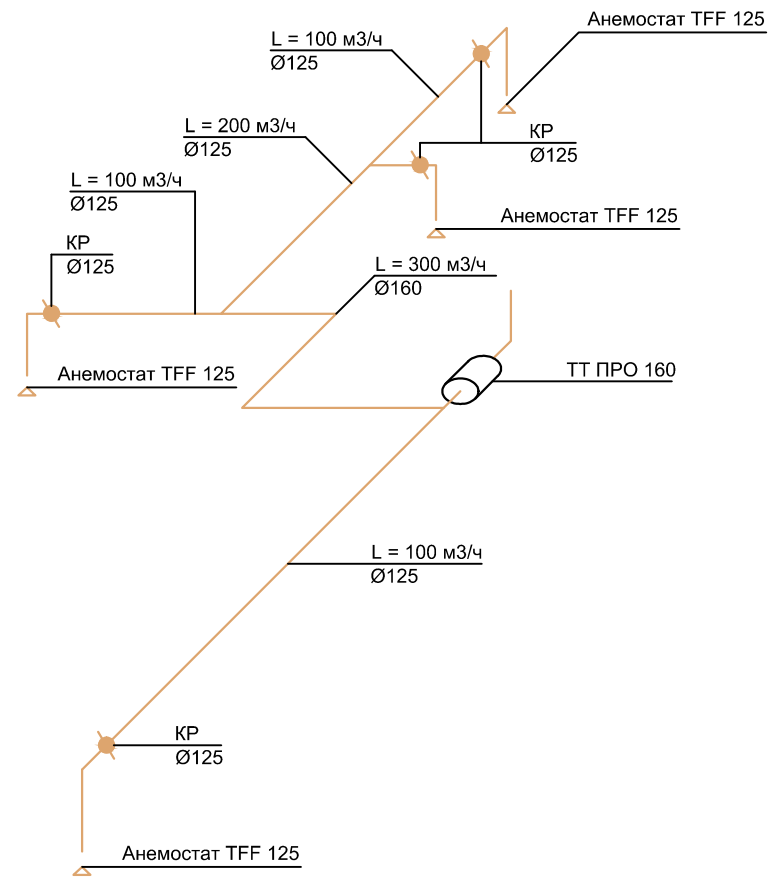 Анемостат TFF 125
L = 100 м3/ч
Ø125
L = 200 м3/ч
Ø125
КР
Ø125
L = 100 м3/ч
Ø125
Анемостат TFF 125
КР
Ø125
L = 300 м3/ч
Ø160
Анемостат TFF 125
ТТ ПРО 160
L = 100 м3/ч
Ø125
КР
Ø125
Анемостат TFF 125